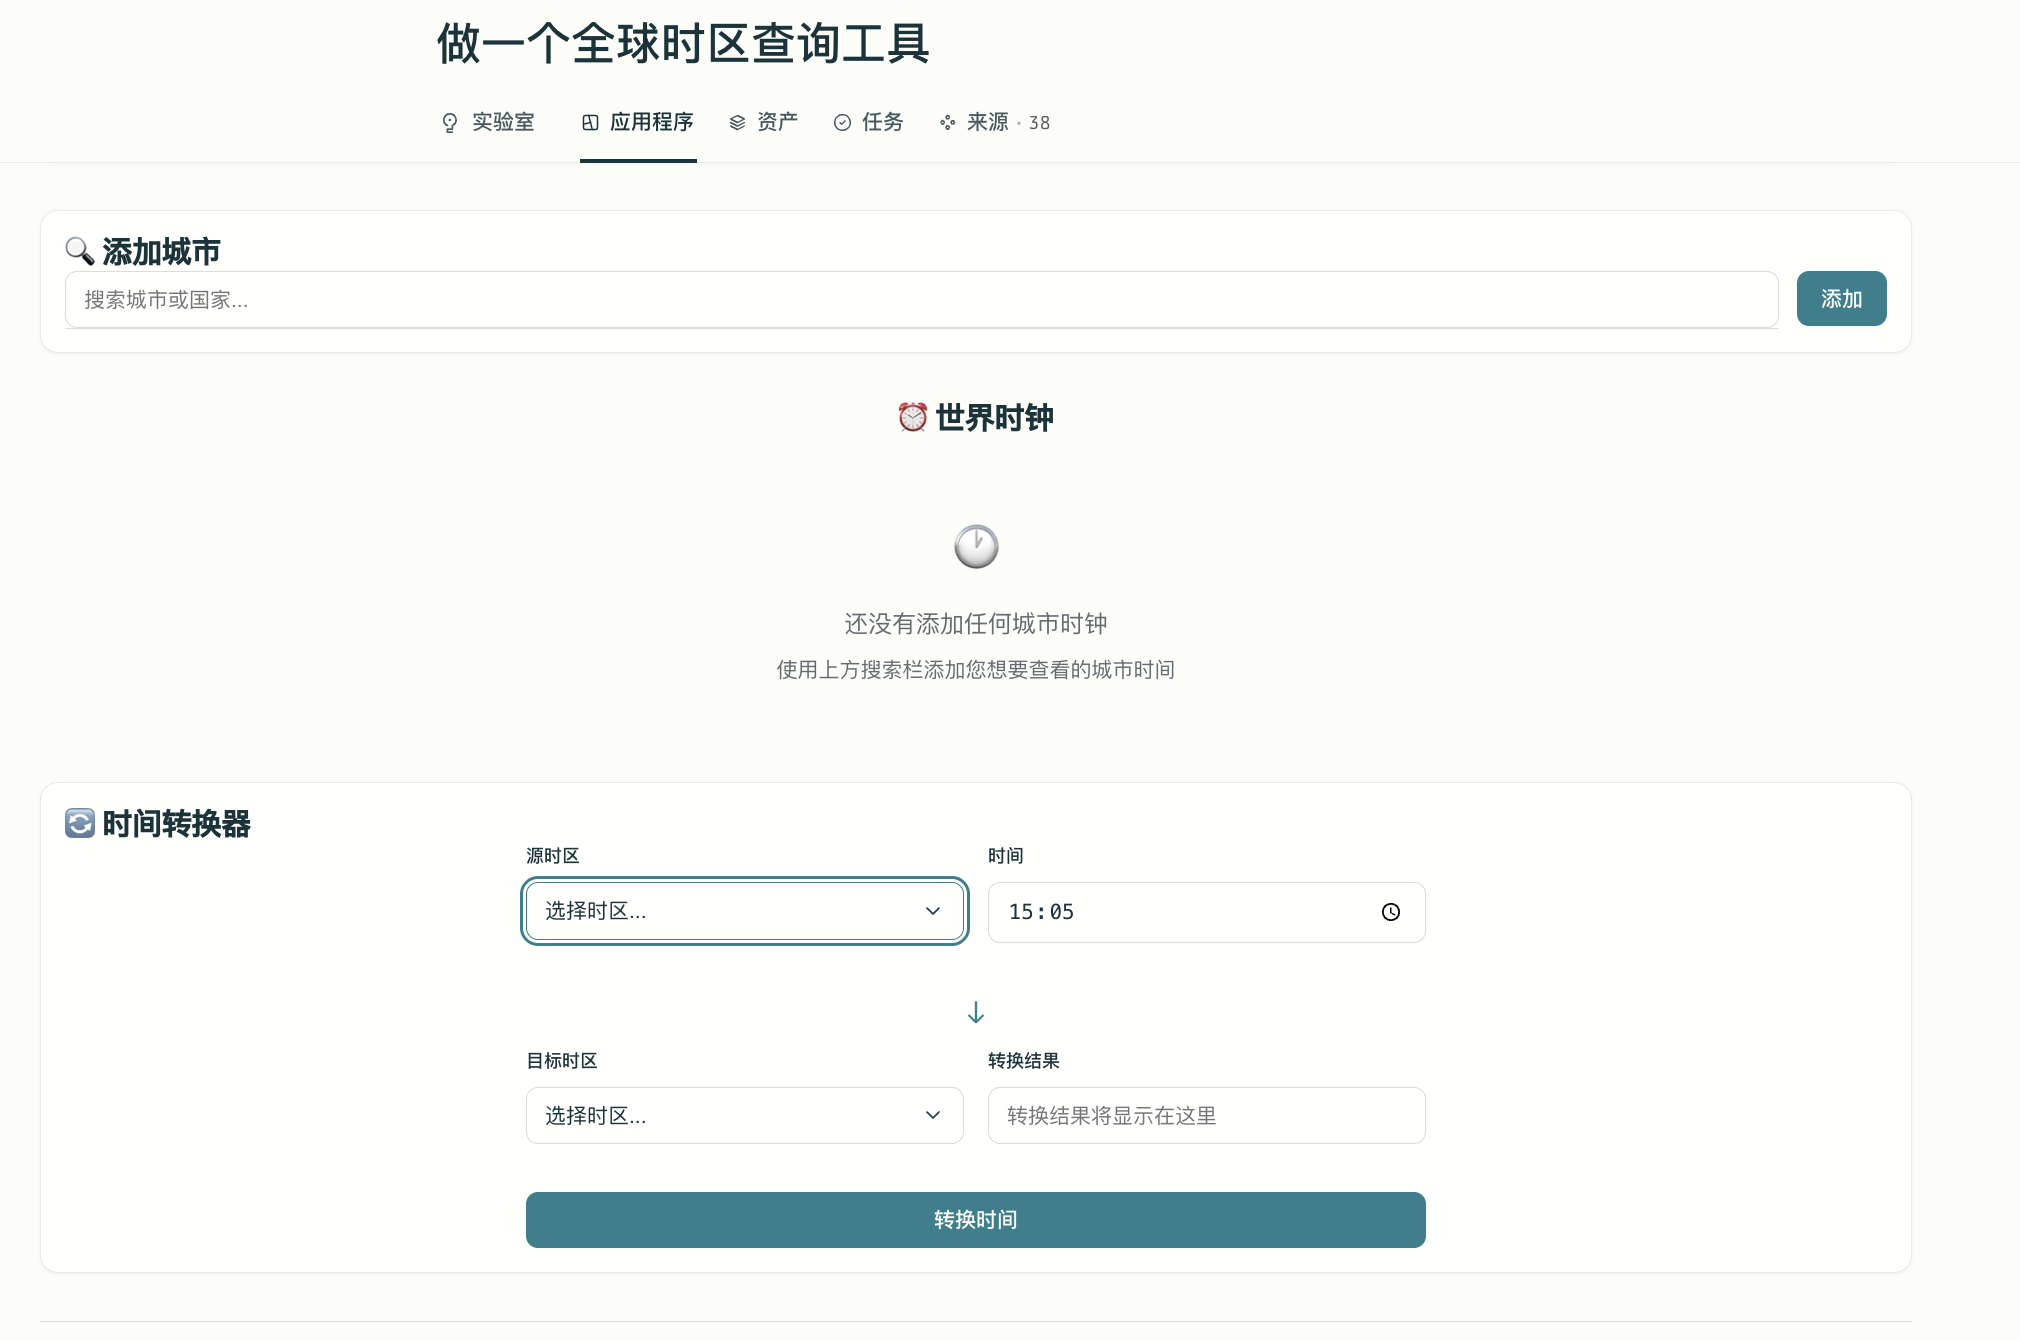 做一个全球时区查询工具
实验室 应用程序 资产 任务 来源 · 38
添加城市
搜索城市或国家... 添加
世界时钟
还没有添加任何城市时钟
使用上方搜索栏添加您想要查看的城市时间
时间转换器
源时区 时间
选择时区... 15:05
↓
目标时区 转换结果
选择时区... 转换结果将显示在这里
转换时间